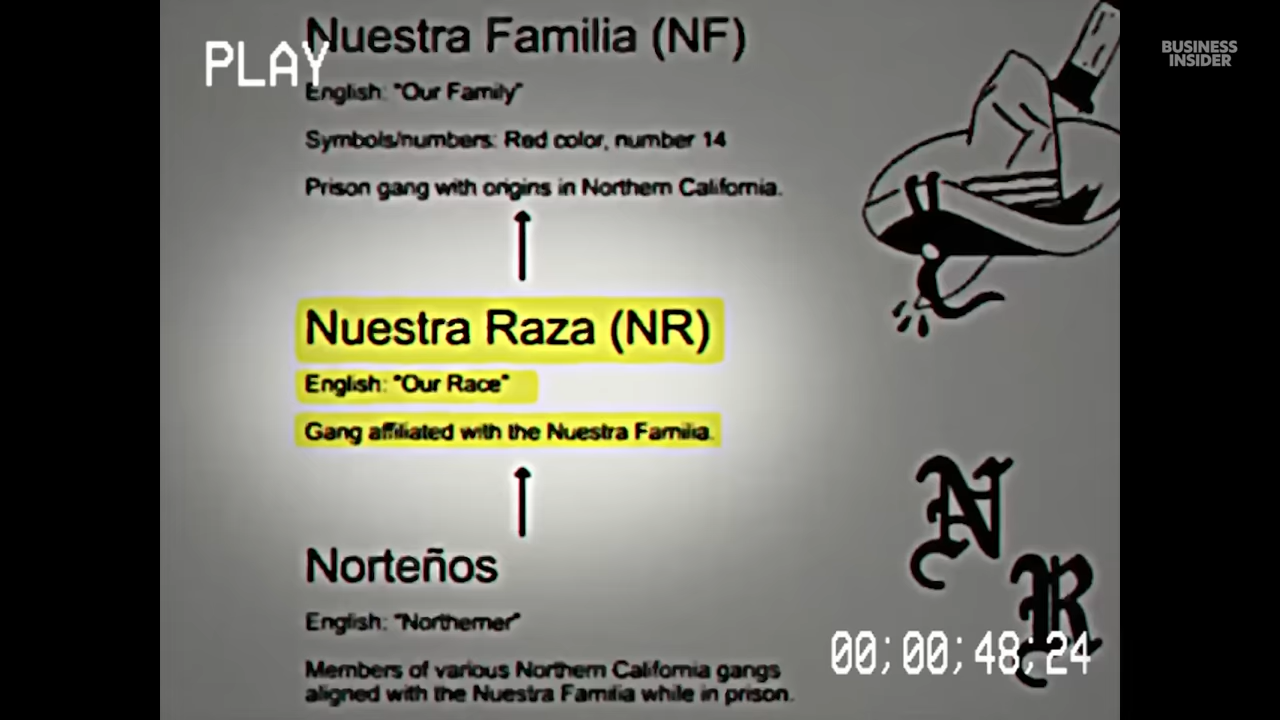 Nuestra Familia (NF)
PLAY
BUSINESS
INSIDER
English: "Our Family"
Symbols/numbers: Red color, number 14
Prison gang with origins in Northern California.
Nuestra Raza (NR)
English: "Our Race"
Gang affiliated with the Nuestra Familia.
Norteños
English: "Northerner"
Members of various Northern California gangs
aligned with the Nuestra Familia while in prison.
N
R
00;00;48;24